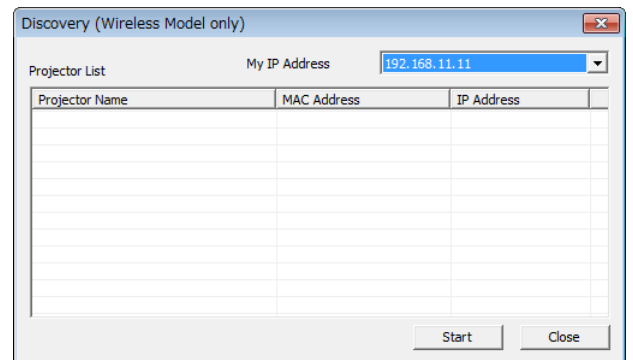 Discovery (Wireless Model only)
My IP Address 192.168.11.11
Projector List
Projector Name MAC Address IP Address
Start Close